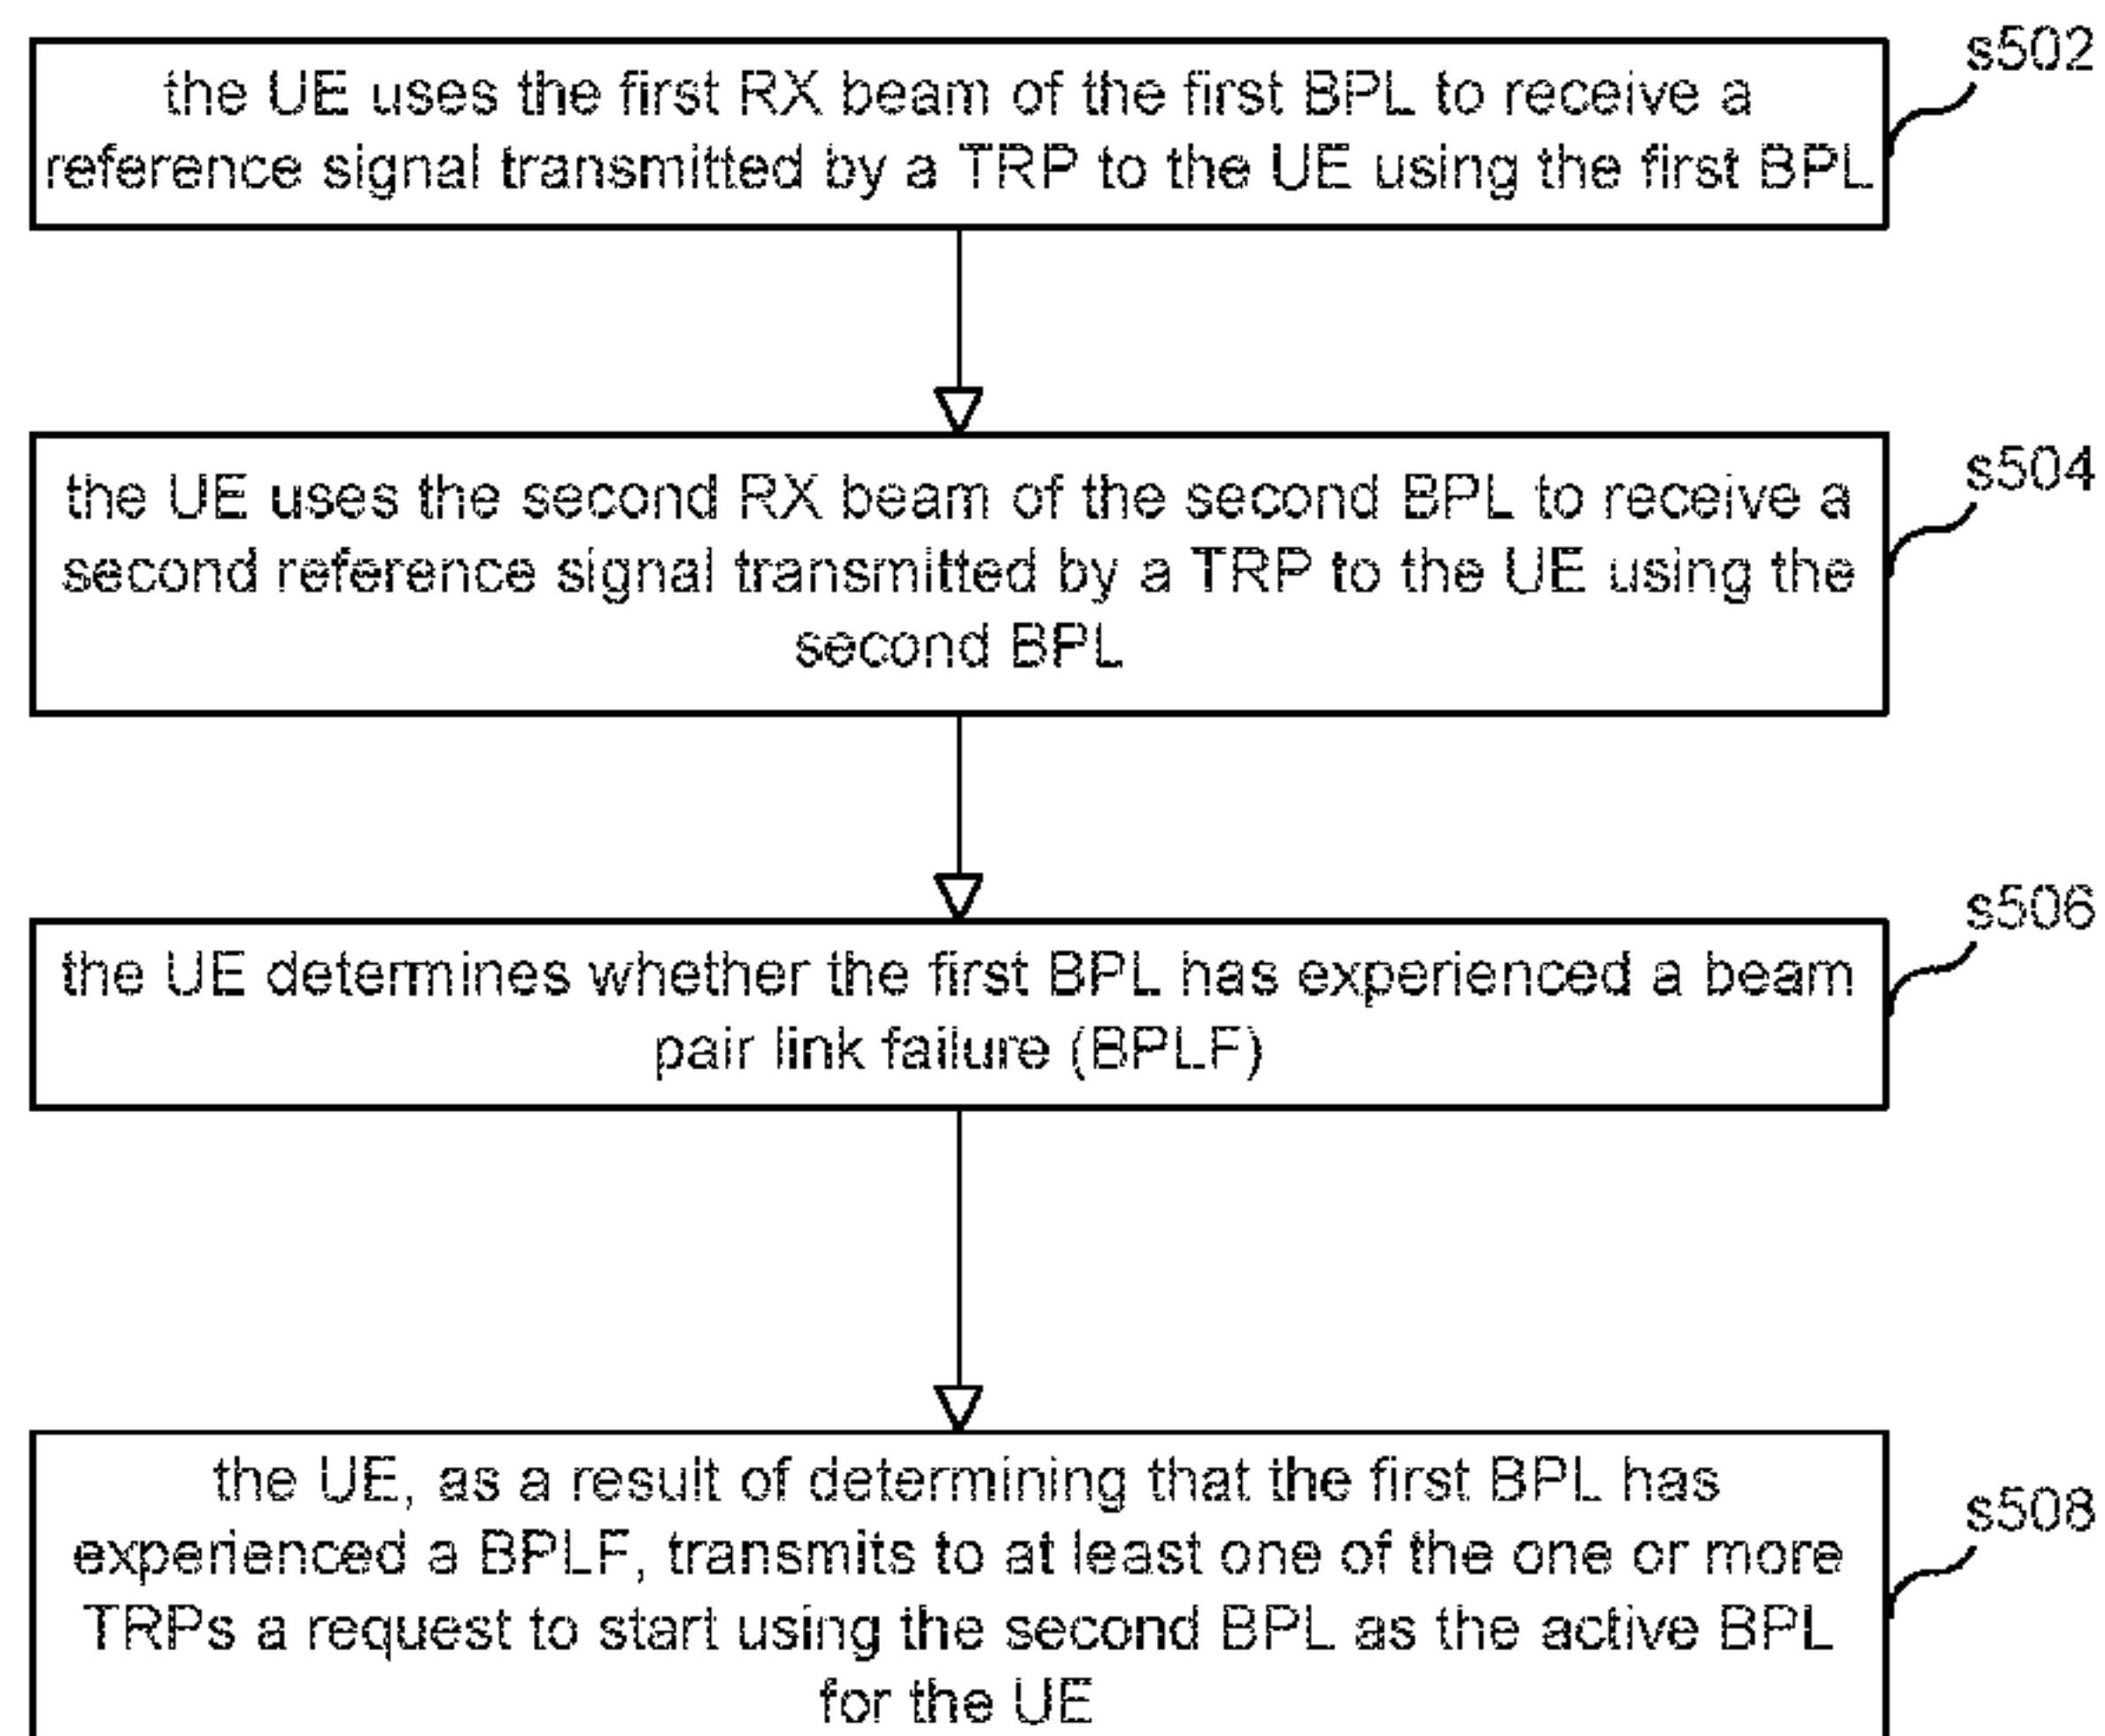 s502
the UE uses the first RX beam of the first BPL to receive a
reference signal transmitted by a TRP to the UE using the first BPL
s504
the UE uses the second RX beam of the second BPL to receive a
second reference signal transmitted by a TRP to the UE using the
second BPL
s506
the UE determines whether the first BPL has experienced a beam
pair link failure (BPLF)
s508
the UE, as a result of determining that the first BPL has
experienced a BPLF, transmits to at least one of the one or more
TRPs a request to start using the second BPL as the active BPL
for the UE